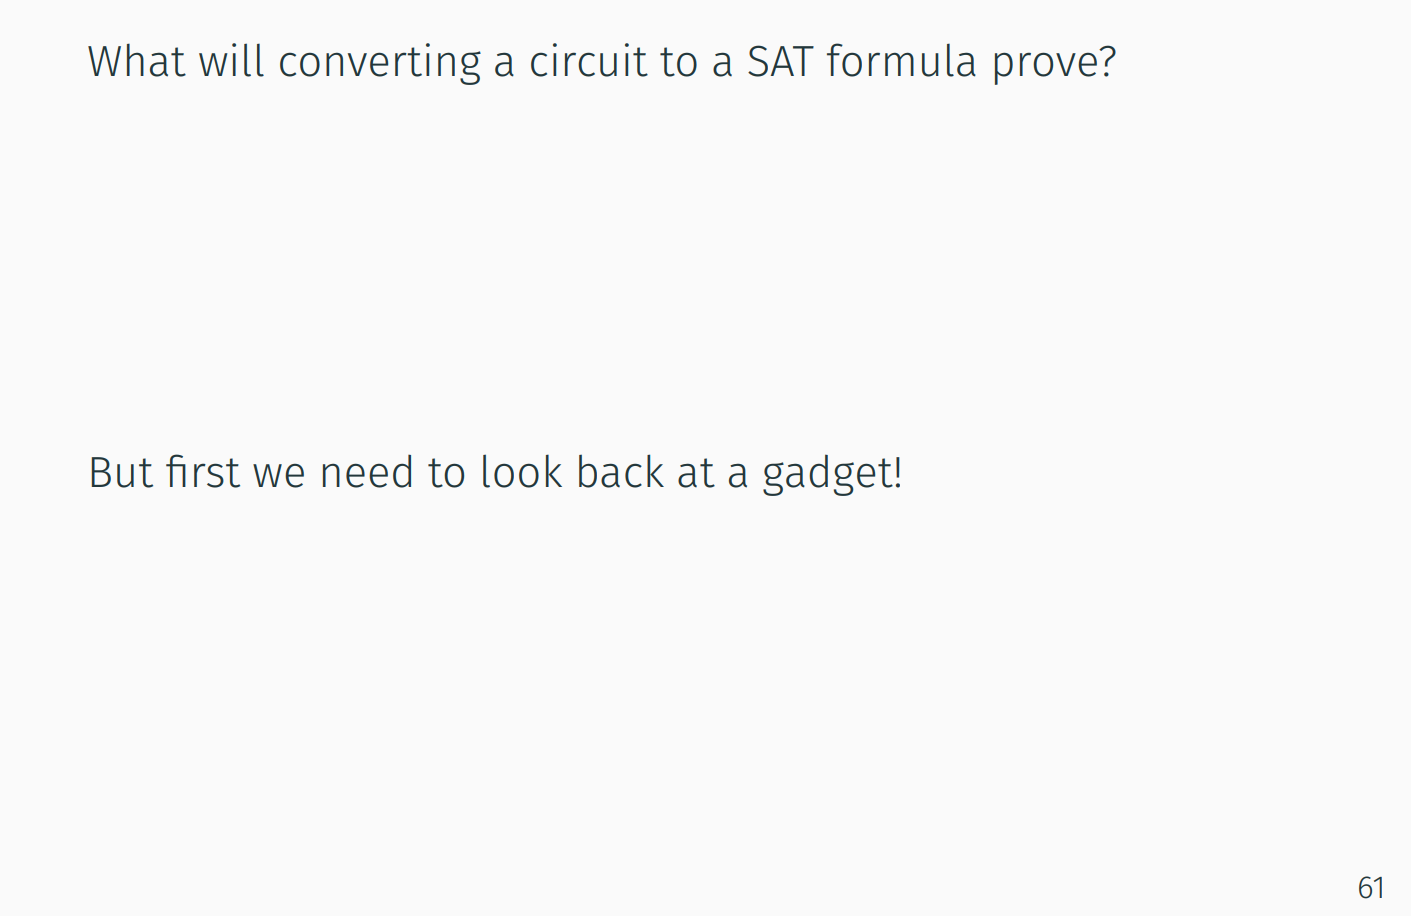 What will converting a circuit to a SAT formula prove?
But first we need to look back at a gadget!
61